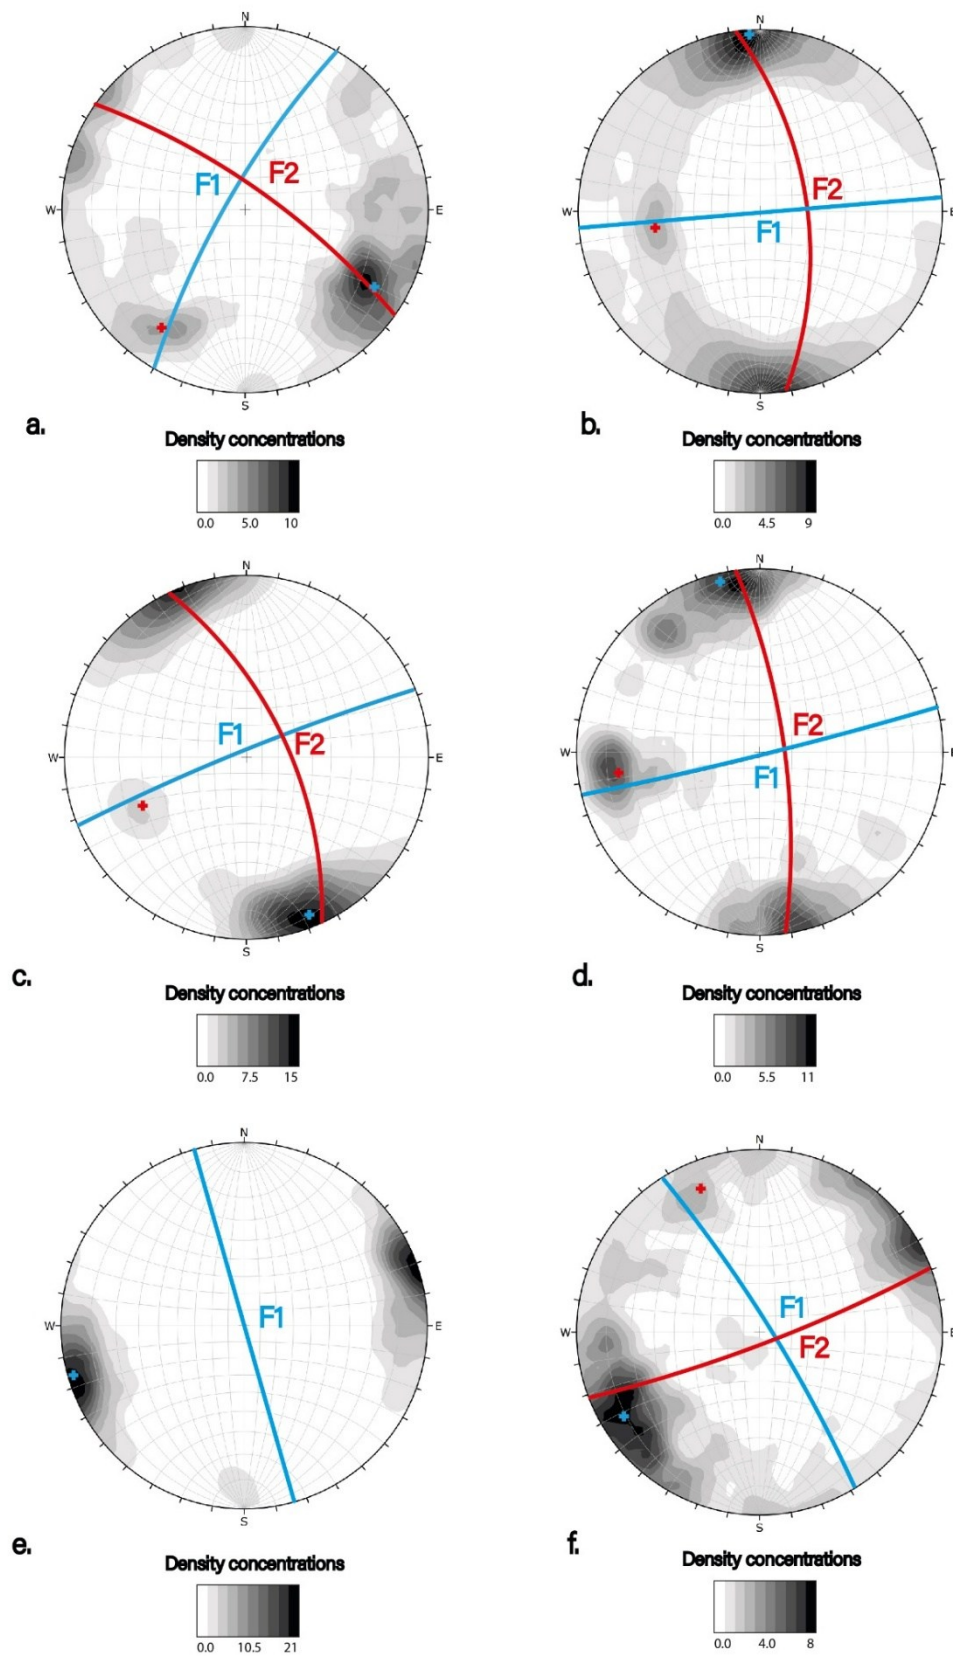 N
W
F1
F2
E
S
a.
Density concentrations
0.0 5.0 10
N
W
F2
F1
E
S
b.
Density concentrations
0.0 4.5 9
N
W
F1
F2
E
S
c.
Density concentrations
0.0 7.5 15
N
W
F2
F1
E
S
d.
Density concentrations
0.0 5.5 11
N
W
F1
E
S
e.
Density concentrations
0.0 10.5 21
N
W
F1
F2
E
S
f.
Density concentrations
0.0 4.0 8